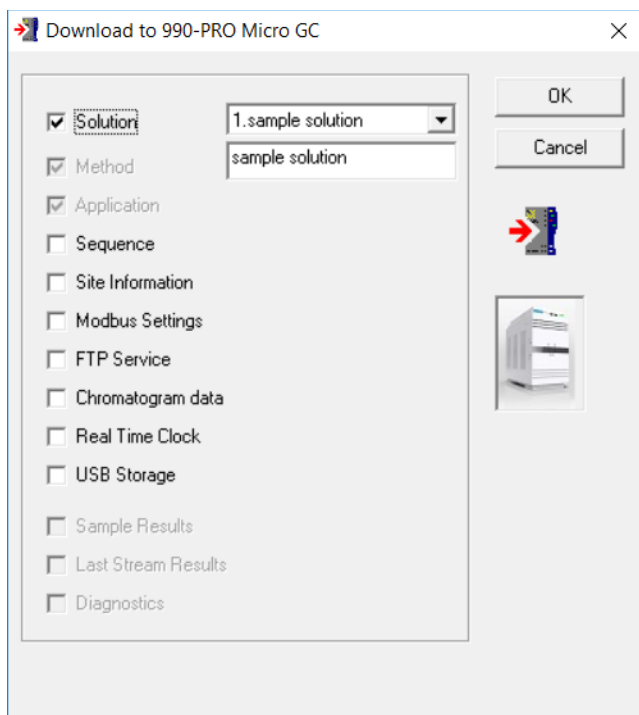 Download to 990-PRO Micro GC
Solution
1.sample solution
OK
Method
sample solution
Cancel
Application
Sequence
Site Information
Modbus Settings
FTP Service
Chromatogram data
Real Time Clock
USB Storage
Sample Results
Last Stream Results
Diagnostics